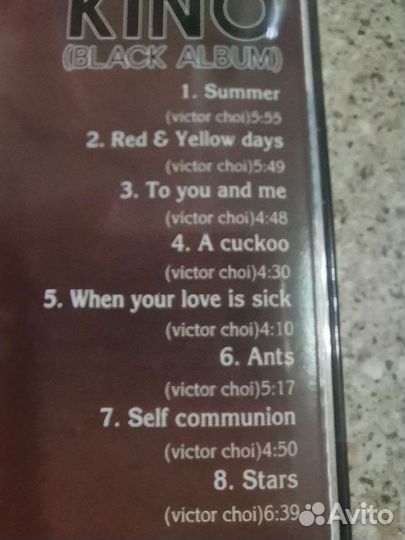 KINO
(BLACK ALBUM)
1. Summer
(victor choi)5:55
2. Red & Yellow days
(victor choi)5:49
3. To you and me
(victor choi)4:48
4. A cuckoo
(victor choi)4:30
5. When your love is sick
(victor choi)4:10
6. Ants
(victor choi)5:17
7. Self communion
(victor choi)4:50
8. Stars
(victor choi)6:39
Avito